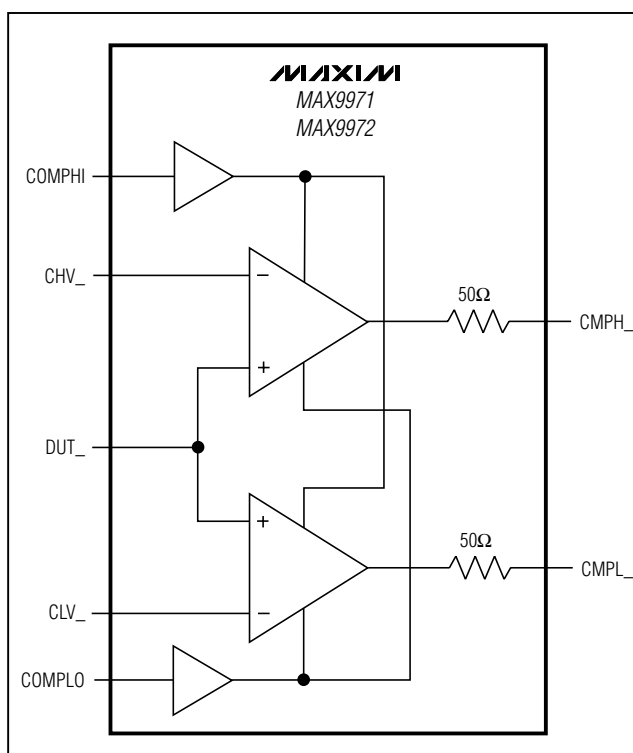 MAXIM
MAX9971
MAX9972
COMPHI
CHV_
−
50Ω
CMPH_
+
DUT_
+
50Ω
CMPL_
CLV_
−
COMPLO